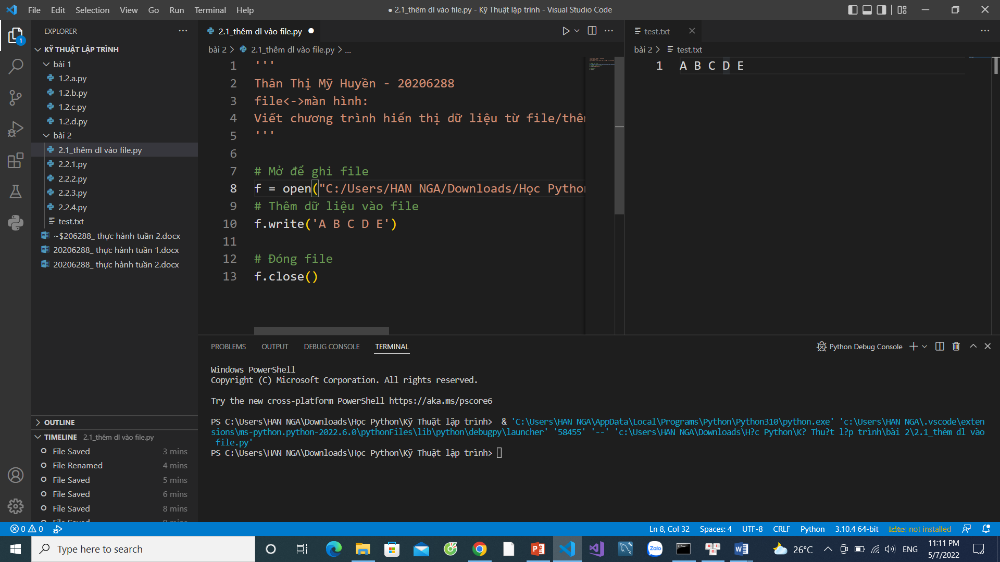 File Edit Selection View Go Run Terminal Help
● 2.1_thêm dl vào file.py - Kỹ Thuật lập trình - Visual Studio Code
EXPLORER
1
KỸ THUẬT LẬP TRÌNH
bài 1
1.2.a.py
1.2.b.py
1.2.c.py
1.2.d.py
bài 2
2.1_thêm dl vào file.py
2.2.1.py
2.2.2.py
2.2.3.py
2.2.4.py
test.txt
~$206288_ thực hành tuần 2.docx
20206288_ thực hành tuần 1.docx
20206288_ thực hành tuần 2.docx
OUTLINE
TIMELINE 2.1_thêm dl vào file.py
File Saved 3 mins
File Renamed 4 mins
File Saved 5 mins
File Saved 6 mins
File Saved 8 mins
2.1_thêm dl vào file.py
bài 2 > 2.1_thêm dl vào file.py > ...
1 '''
2 Thân Thị Mỹ Huyền - 20206288
3 file<->màn hình:
4 Viết chương trình hiển thị dữ liệu từ file/thêm
5 '''
6
7 # Mở để ghi file
8 f = open("C:/Users/HAN NGA/Downloads/Học Python
9 # Thêm dữ liệu vào file
10 f.write('A B C D E')
11
12 # Đóng file
13 f.close()
test.txt
bài 2 > test.txt
1 A B C D E
PROBLEMS OUTPUT DEBUG CONSOLE TERMINAL
Python Debug Console
Windows PowerShell
Copyright (C) Microsoft Corporation. All rights reserved.
Try the new cross-platform PowerShell https://aka.ms/pscore6
PS C:\Users\HAN NGA\Downloads\Học Python\Kỹ Thuật lập trình>  & 'C:\Users\HAN NGA\AppData\Local\Programs\Python\Python310\python.exe' 'c:\Users\HAN NGA\.vscode\exten
sions\ms-python.python-2022.6.0\pythonFiles\lib\python\debugpy\launcher' '58455' '--' 'c:\Users\HAN NGA\Downloads\H?c Python\K? Thu?t l?p trình\bài 2\2.1_thêm dl vào
file.py'
PS C:\Users\HAN NGA\Downloads\Học Python\Kỹ Thuật lập trình>
0 0
Ln 8, Col 32 Spaces: 4 UTF-8 CRLF Python 3.10.4 64-bit kite: not installed
Type here to search
Zalo
26°C ENG
11:11 PM
5/7/2022